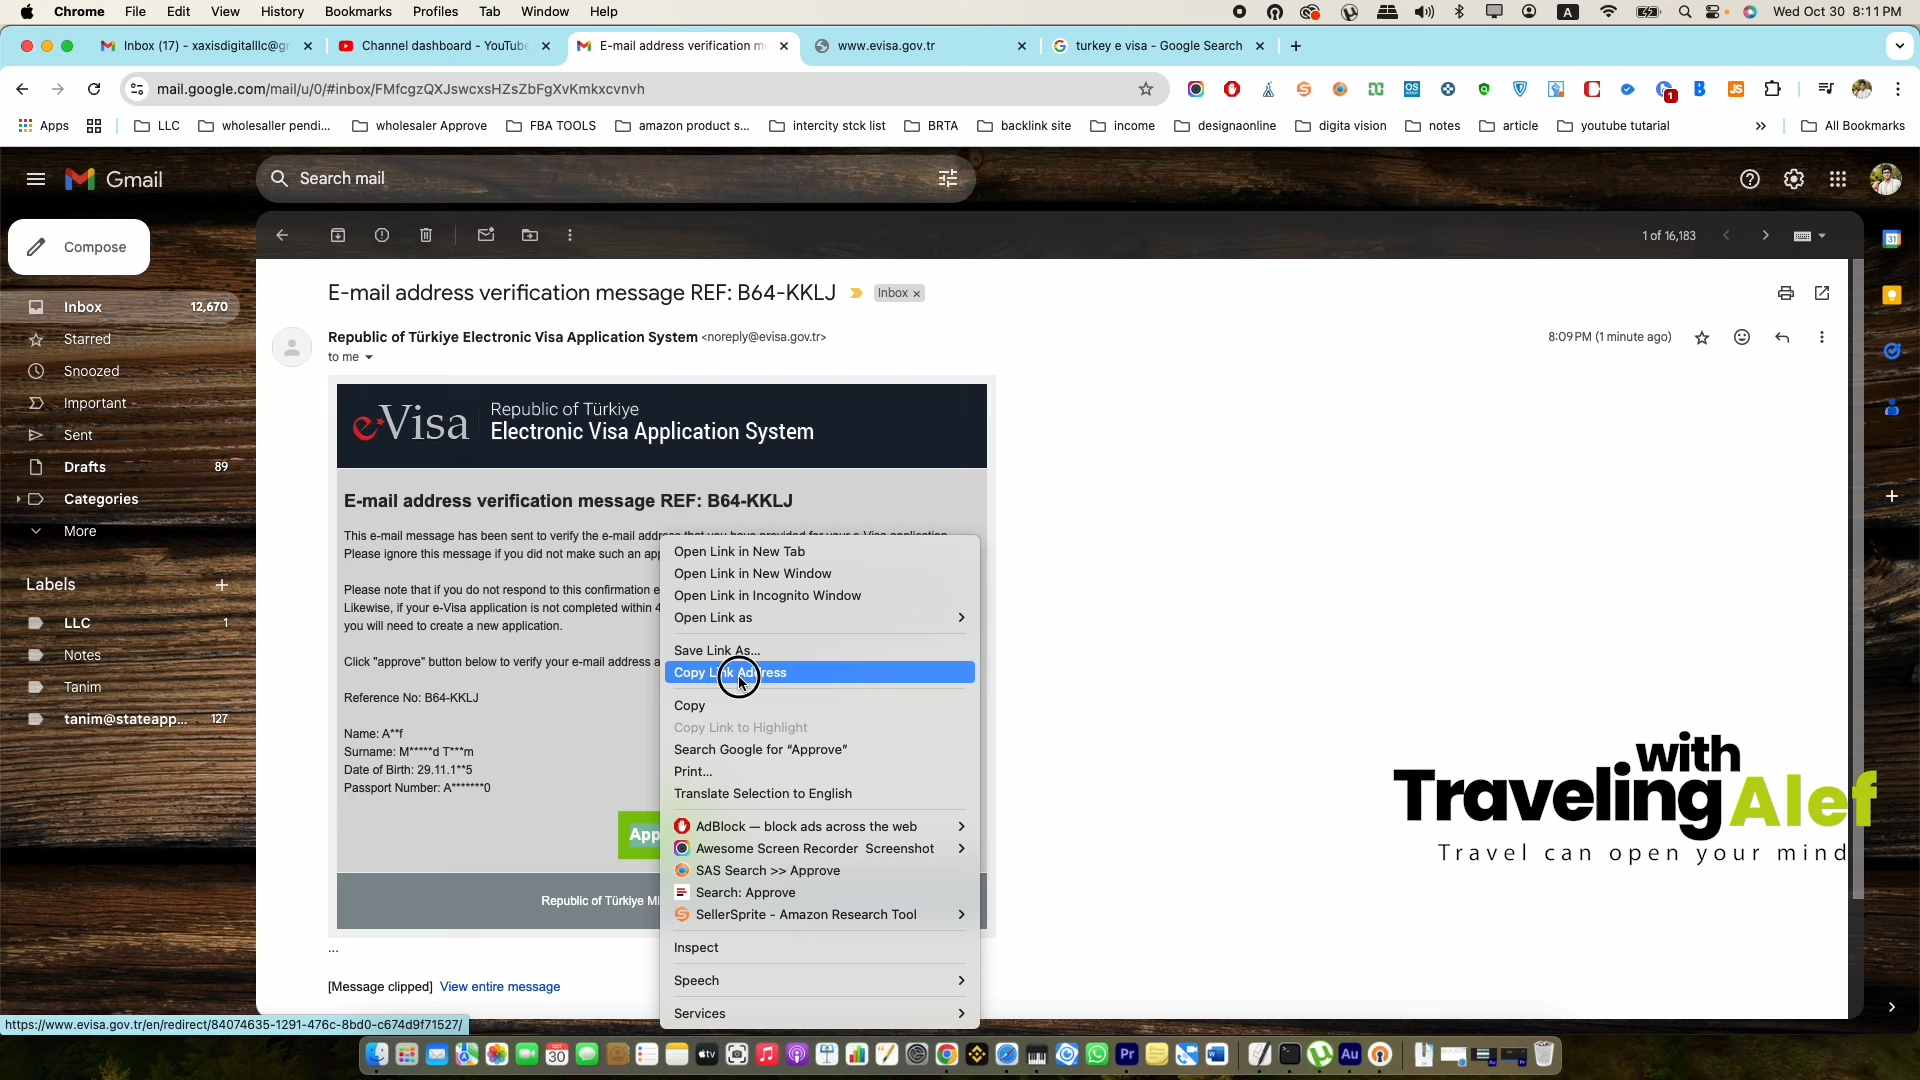 Chrome File Edit View History Bookmarks Profiles Tab Window Help
A Wed Oct 30 8:11 PM
Inbox (17) - xaxisdigitalllc@gr
Channel dashboard - YouTube
E-mail address verification m
www.evisa.gov.tr
turkey e visa - Google Search
mail.google.com/mail/u/0/#inbox/FMfcgzQXJswcxsHZsZbFgXvKmkxcvnvh
Apps LLC wholesaller pendi... wholesaler Approve FBA TOOLS amazon product s... intercity stck list BRTA backlink site income designaonline digita vision notes article youtube tutarial » All Bookmarks
Gmail
Search mail
Compose
1 of 16,183
Inbox 12,670
Starred
Snoozed
Important
Sent
Drafts 89
Categories
More
Labels
LLC 1
Notes
Tanim
tanim@stateapp... 127
E-mail address verification message REF: B64-KKLJ Inbox ×
Republic of Türkiye Electronic Visa Application System <noreply@evisa.gov.tr>
to me
8:09 PM (1 minute ago)
eVisa
Republic of Türkiye
Electronic Visa Application System
E-mail address verification message REF: B64-KKLJ
This e-mail message has been sent to verify the e-mail address that you have provided for your e-Visa application.
Please ignore this message if you did not make such an app
Please note that if you do not respond to this confirmation e
Likewise, if your e-Visa application is not completed within 4
you will need to create a new application.
Click "approve" button below to verify your e-mail address a
Reference No: B64-KKLJ
Name: A**f
Surname: M*****d T***m
Date of Birth: 29.11.1**5
Passport Number: A*******0
App
Republic of Türkiye Mi
...
[Message clipped] View entire message
Open Link in New Tab
Open Link in New Window
Open Link in Incognito Window
Open Link as
Save Link As...
Copy Link Address
Copy
Copy Link to Highlight
Search Google for “Approve”
Print...
Translate Selection to English
AdBlock — block ads across the web
Awesome Screen Recorder Screenshot
SAS Search >> Approve
Search: Approve
SellerSprite - Amazon Research Tool
Inspect
Speech
Services
with
Traveling Alef
Travel can open your mind
https://www.evisa.gov.tr/en/redirect/84074635-1291-476c-8bd0-c674d9f71527/